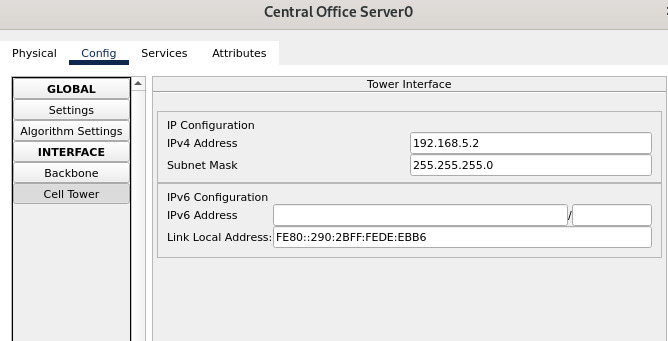 Central Office Server0
Physical Config Services Attributes
GLOBAL
Settings
Algorithm Settings
INTERFACE
Backbone
Cell Tower
Tower Interface
IP Configuration
IPv4 Address 192.168.5.2
Subnet Mask 255.255.255.0
IPv6 Configuration
IPv6 Address /
Link Local Address: FE80::290:2BFF:FEDE:EBB6